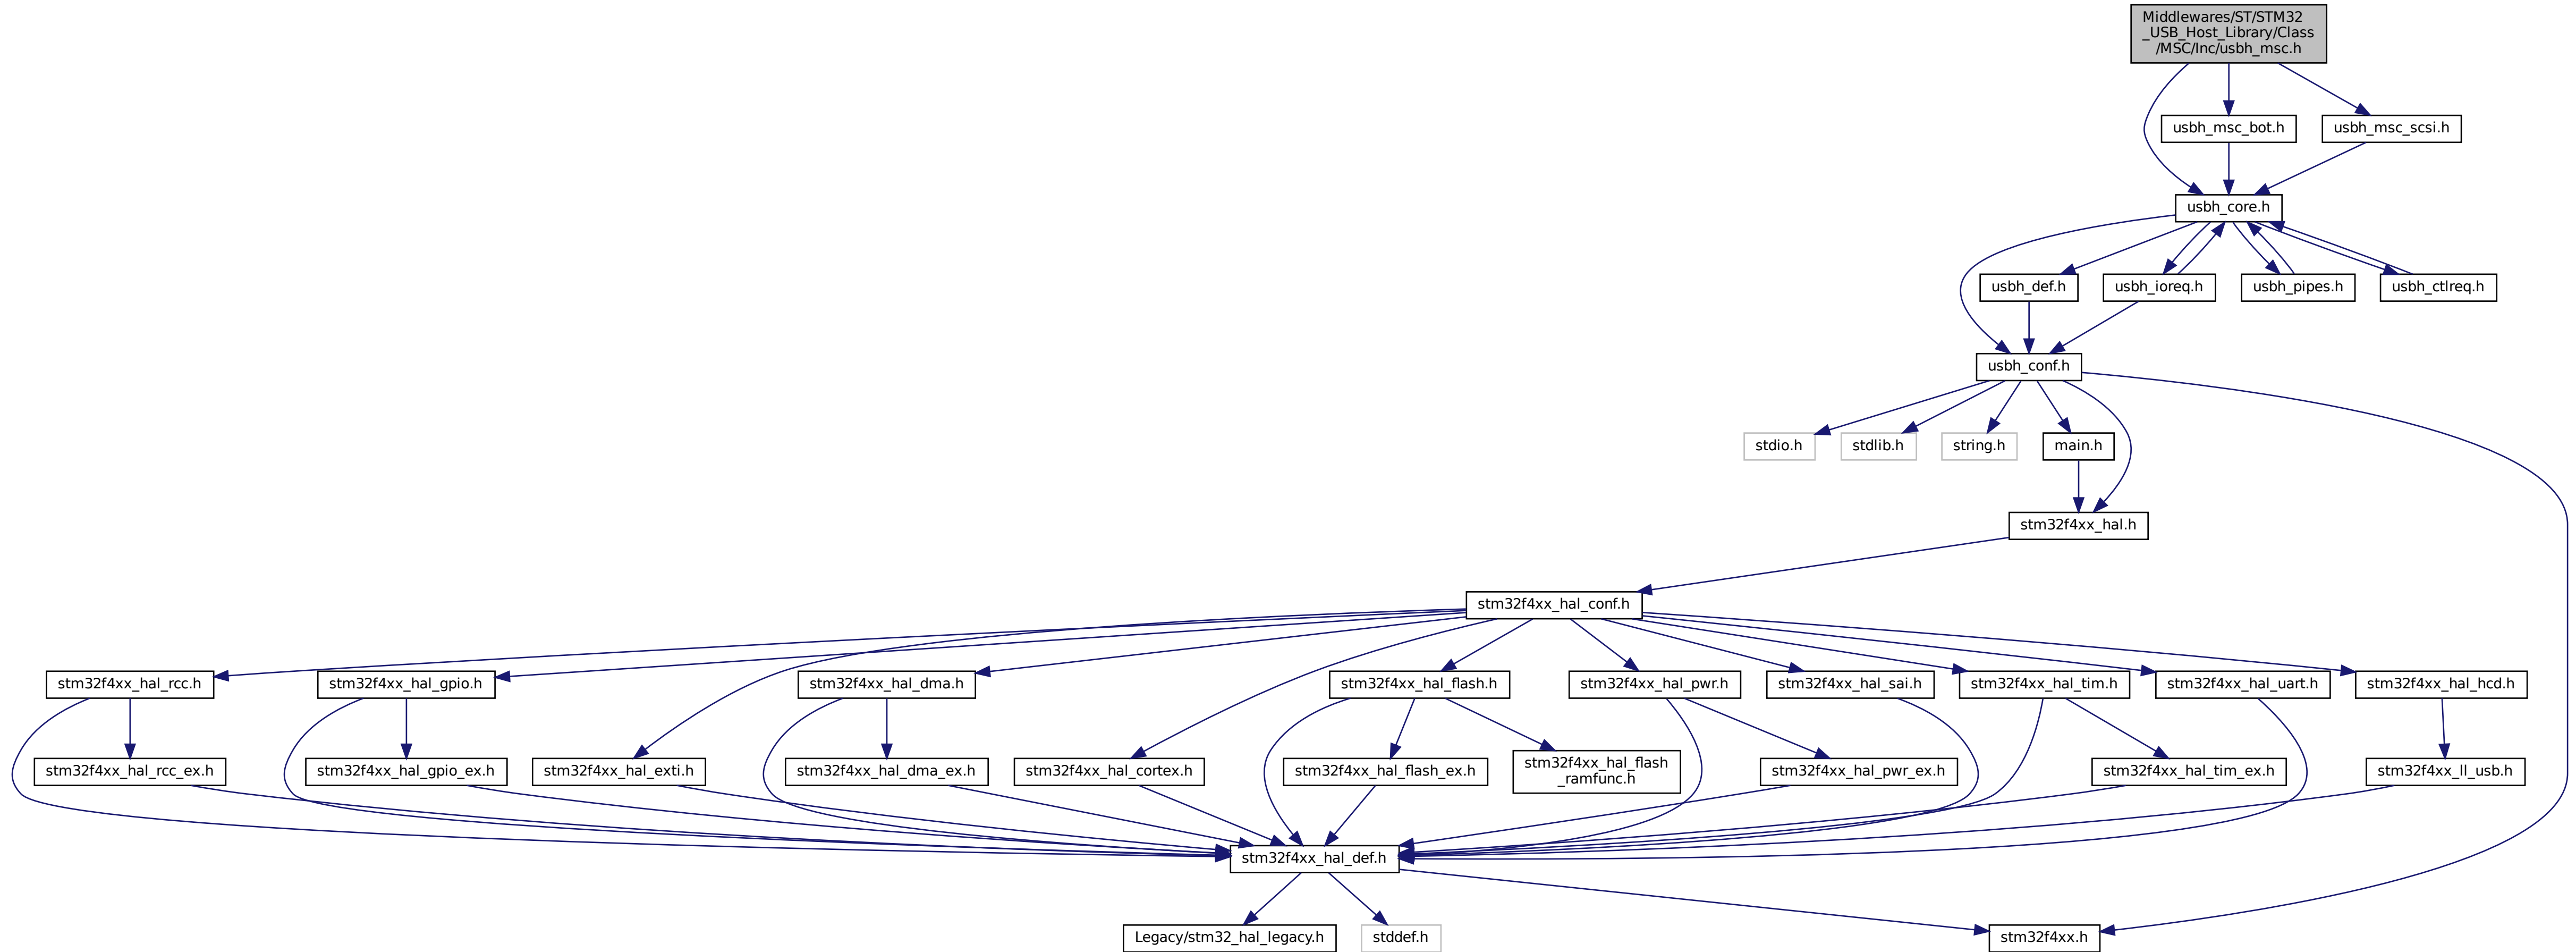 Middlewares/ST/STM32
_USB_Host_Library/Class
/MSC/Inc/usbh_msc.h
usbh_msc_bot.h
usbh_msc_scsi.h
usbh_core.h
usbh_def.h
usbh_ioreq.h
usbh_pipes.h
usbh_ctlreq.h
usbh_conf.h
stdio.h
stdlib.h
string.h
main.h
stm32f4xx_hal.h
stm32f4xx_hal_conf.h
stm32f4xx_hal_rcc.h
stm32f4xx_hal_gpio.h
stm32f4xx_hal_dma.h
stm32f4xx_hal_flash.h
stm32f4xx_hal_pwr.h
stm32f4xx_hal_sai.h
stm32f4xx_hal_tim.h
stm32f4xx_hal_uart.h
stm32f4xx_hal_hcd.h
stm32f4xx_hal_rcc_ex.h
stm32f4xx_hal_gpio_ex.h
stm32f4xx_hal_exti.h
stm32f4xx_hal_dma_ex.h
stm32f4xx_hal_cortex.h
stm32f4xx_hal_flash_ex.h
stm32f4xx_hal_flash
_ramfunc.h
stm32f4xx_hal_pwr_ex.h
stm32f4xx_hal_tim_ex.h
stm32f4xx_ll_usb.h
stm32f4xx_hal_def.h
Legacy/stm32_hal_legacy.h
stddef.h
stm32f4xx.h